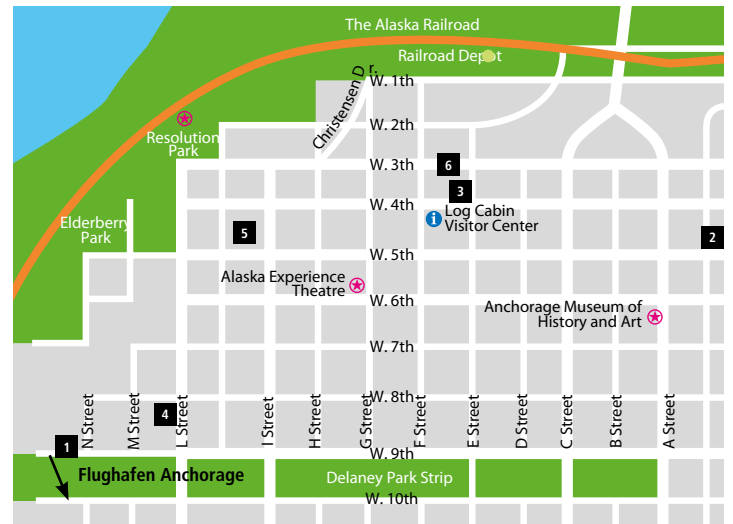 The Alaska Railroad
Railroad Depot
Christensen Dr.
W. 1th
Resolution
Park
W. 2th
W. 3th
6
3
W. 4th
Log Cabin
Visitor Center
Elderberry
Park
5
2
W. 5th
Alaska Experience
Theatre
W. 6th
Anchorage Museum of
History and Art
W. 7th
W. 8th
4
1
N Street
M Street
L Street
I Street
H Street
G Street
F Street
E Street
D Street
C Street
B Street
A Street
W. 9th
Flughafen Anchorage
Delaney Park Strip
W. 10th